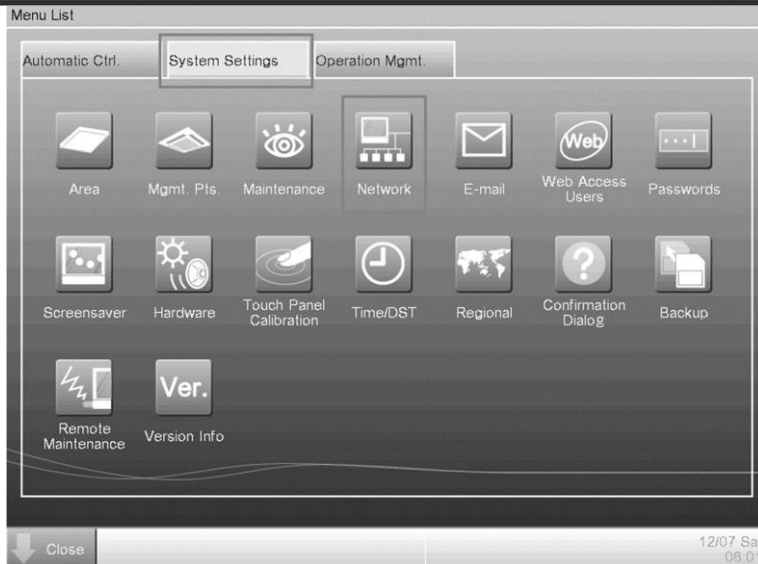 Menu List
Automatic Ctrl.
System Settings
Operation Mgmt.
Area
Mgmt. Pts.
Maintenance
Network
E-mail
Web
Web Access
Users
Passwords
Screensaver
Hardware
Touch Panel
Calibration
Time/DST
Regional
?
Confirmation
Dialog
Backup
Remote
Maintenance
Ver.
Version Info
Close
12/07 Sa
06:01